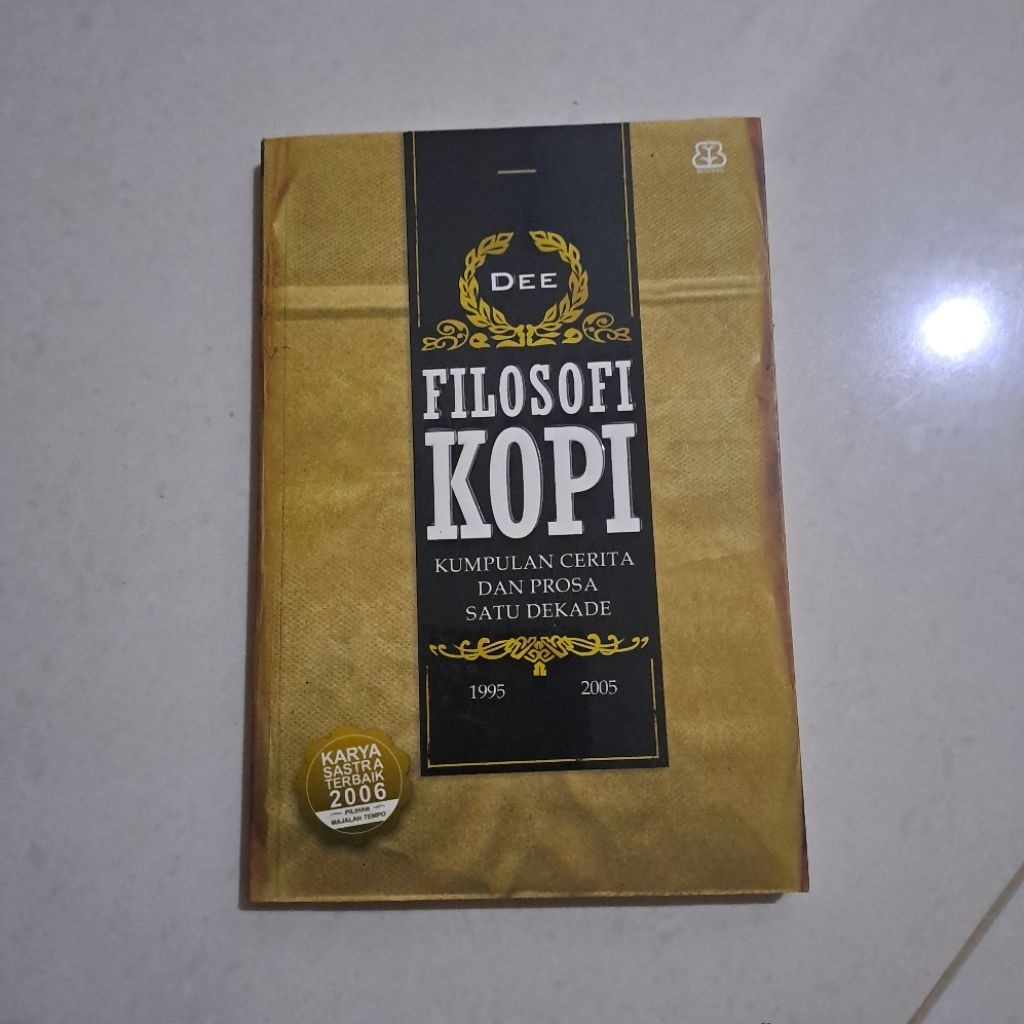 DEE
FILOSOFI
KOPI
KUMPULAN CERITA
DAN PROSA
SATU DEKADE
1995 2005
KARYA
SASTRA
TERBAIK
2006
PILIHAN
MAJALAH TEMPO